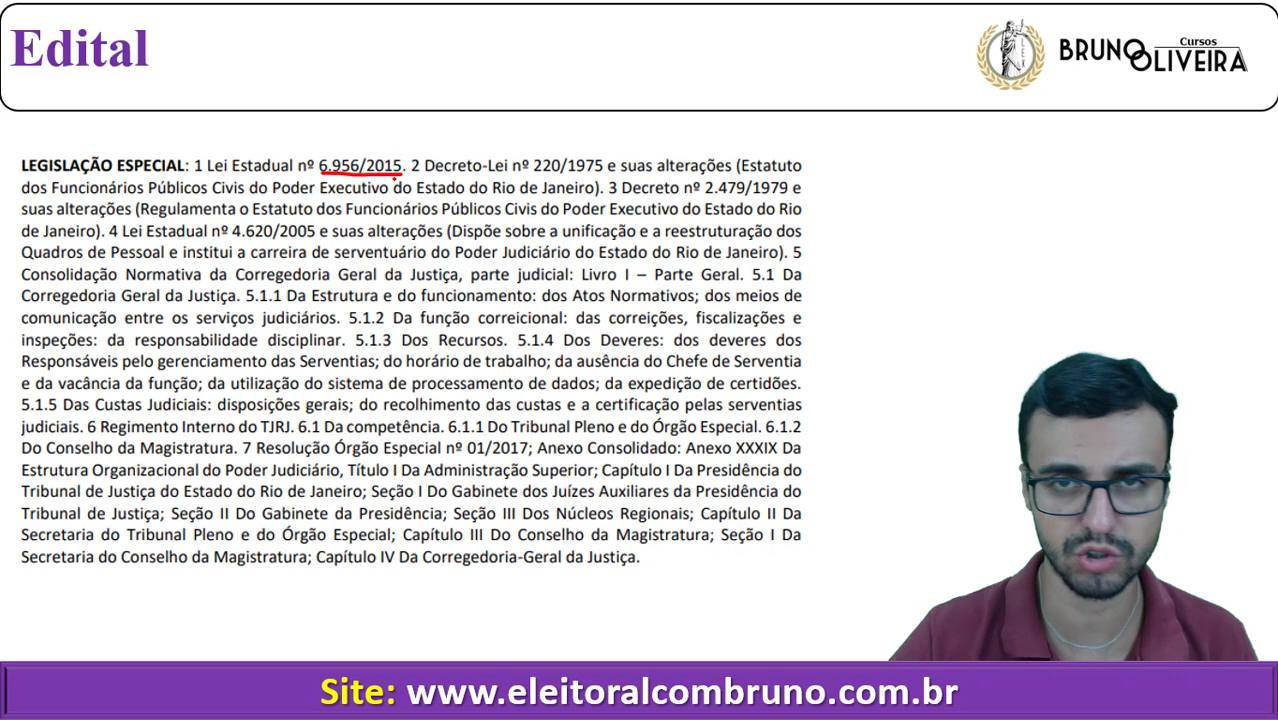 Edital
Cursos
BRUNO OLIVEIRA
LEGISLAÇÃO ESPECIAL: 1 Lei Estadual nº 6.956/2015. 2 Decreto-Lei nº 220/1975 e suas alterações (Estatuto
dos Funcionários Públicos Civis do Poder Executivo do Estado do Rio de Janeiro). 3 Decreto nº 2.479/1979 e
suas alterações (Regulamenta o Estatuto dos Funcionários Públicos Civis do Poder Executivo do Estado do Rio
de Janeiro). 4 Lei Estadual nº 4.620/2005 e suas alterações (Dispõe sobre a unificação e a reestruturação dos
Quadros de Pessoal e institui a carreira de serventuário do Poder Judiciário do Estado do Rio de Janeiro). 5
Consolidação Normativa da Corregedoria Geral da Justiça, parte judicial: Livro I – Parte Geral. 5.1 Da
Corregedoria Geral da Justiça. 5.1.1 Da Estrutura e do funcionamento: dos Atos Normativos; dos meios de
comunicação entre os serviços judiciários. 5.1.2 Da função correicional: das correições, fiscalizações e
inspeções: da responsabilidade disciplinar. 5.1.3 Dos Recursos. 5.1.4 Dos Deveres: dos deveres dos
Responsáveis pelo gerenciamento das Serventias; do horário de trabalho; da ausência do Chefe de Serventia
e da vacância da função; da utilização do sistema de processamento de dados; da expedição de certidões.
5.1.5 Das Custas Judiciais: disposições gerais; do recolhimento das custas e a certificação pelas serventias
judiciais. 6 Regimento Interno do TJRJ. 6.1 Da competência. 6.1.1 Do Tribunal Pleno e do Órgão Especial. 6.1.2
Do Conselho da Magistratura. 7 Resolução Órgão Especial nº 01/2017; Anexo Consolidado: Anexo XXXIX Da
Estrutura Organizacional do Poder Judiciário, Título I Da Administração Superior; Capítulo I Da Presidência do
Tribunal de Justiça do Estado do Rio de Janeiro; Seção I Do Gabinete dos Juízes Auxiliares da Presidência do
Tribunal de Justiça; Seção II Do Gabinete da Presidência; Seção III Dos Núcleos Regionais; Capítulo II Da
Secretaria do Tribunal Pleno e do Órgão Especial; Capítulo III Do Conselho da Magistratura; Seção I Da
Secretaria do Conselho da Magistratura; Capítulo IV Da Corregedoria-Geral da Justiça.
Site: www.eleitoralcombruno.com.br